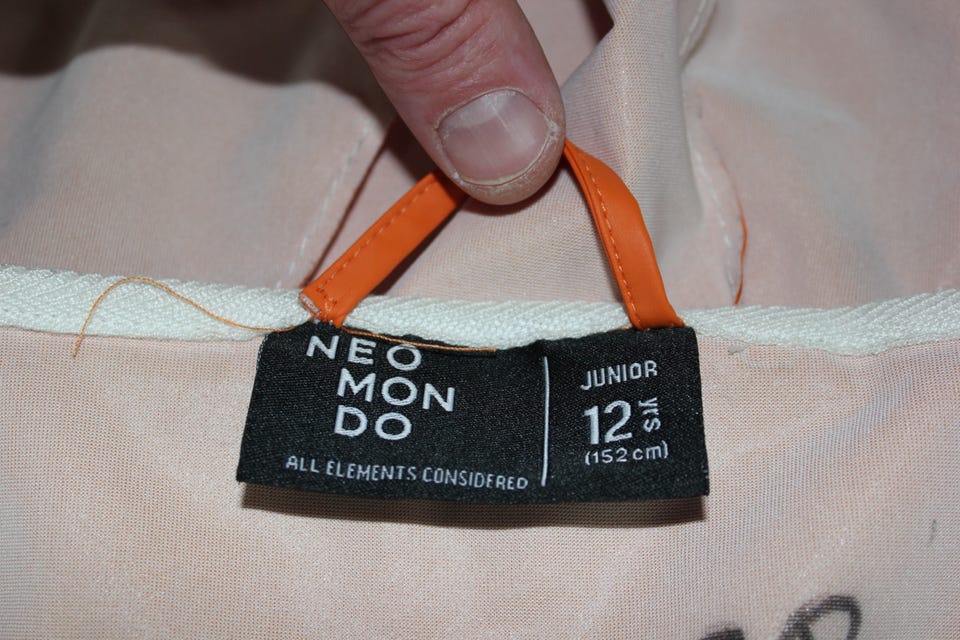 NEO
MON
DO
ALL ELEMENTS CONSIDERED
JUNIOR
12 yrs
(152 cm)